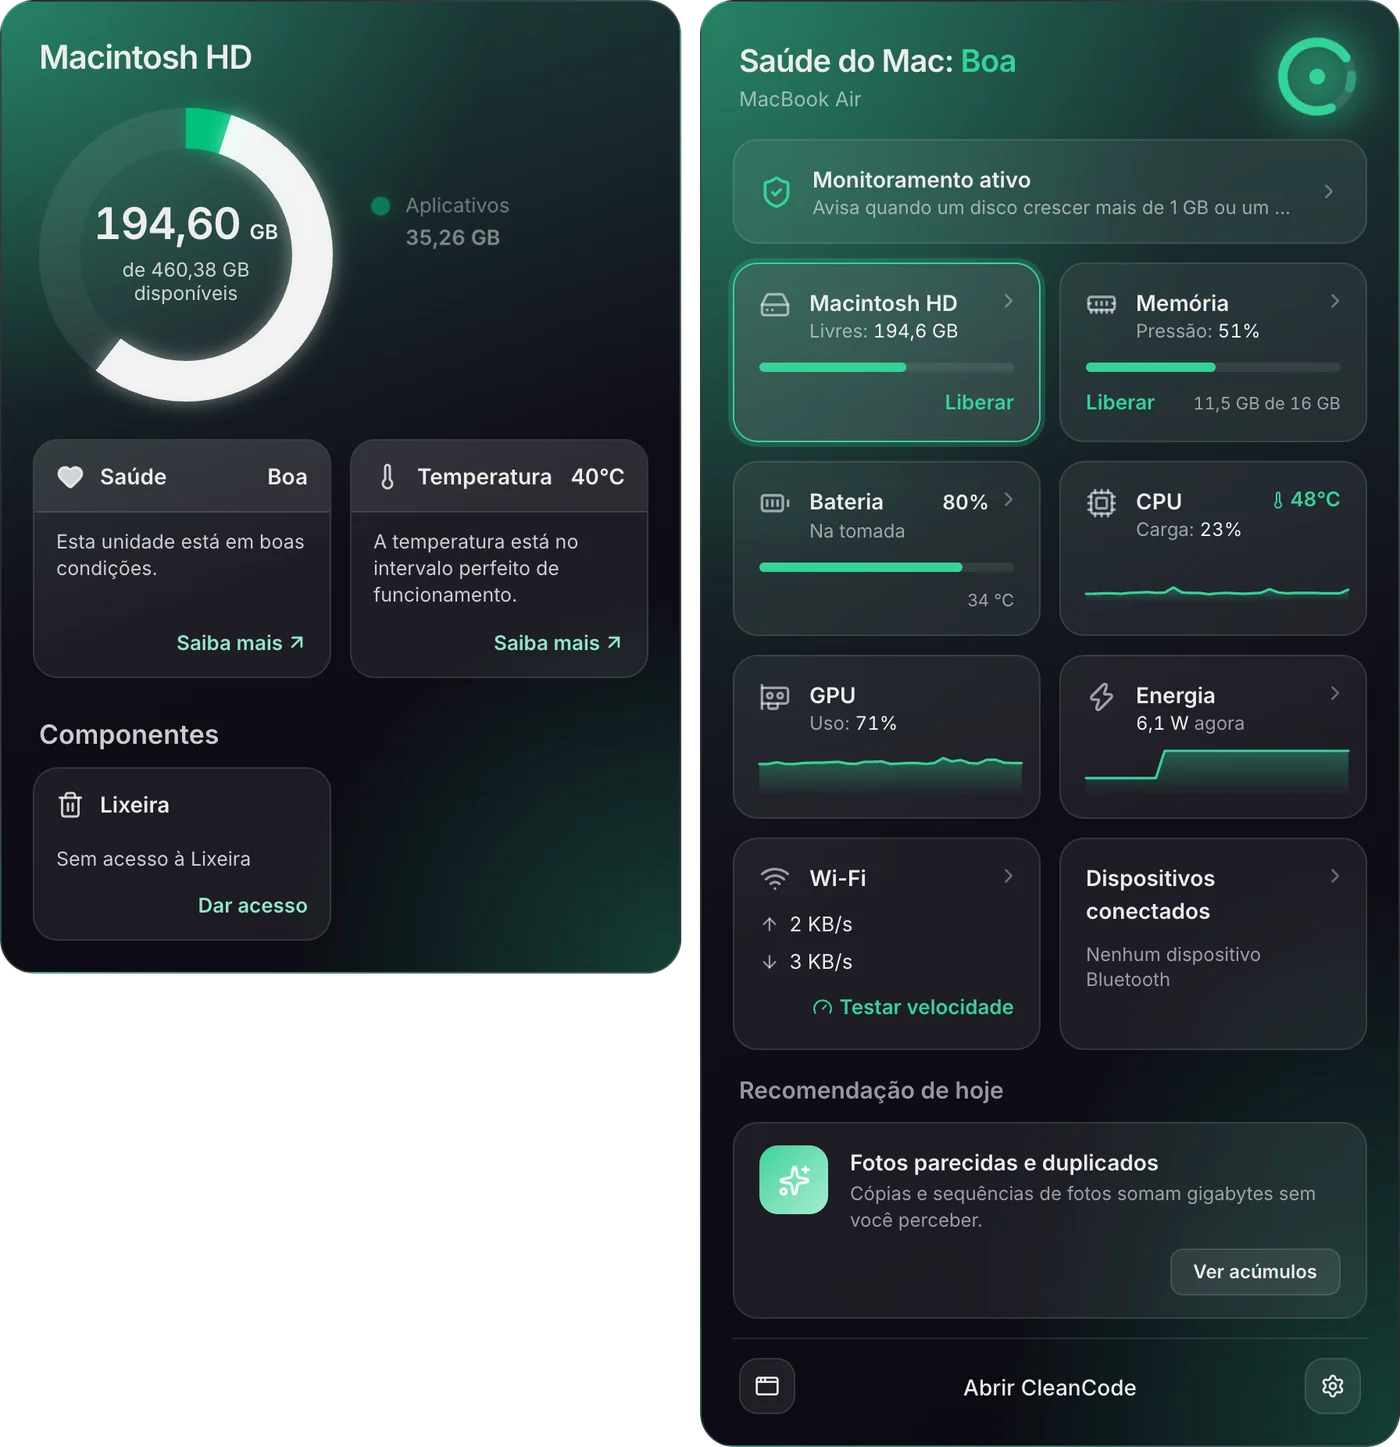 Macintosh HD
194,60 GB
de 460,38 GB
disponíveis
Aplicativos
35,26 GB
Saúde Boa
Esta unidade está em boas
condições.
Saiba mais
Temperatura 40°C
A temperatura está no
intervalo perfeito de
funcionamento.
Saiba mais
Componentes
Lixeira
Sem acesso à Lixeira
Dar acesso
Saúde do Mac: Boa
MacBook Air
Monitoramento ativo
Avisa quando um disco crescer mais de 1 GB ou um ...
Macintosh HD
Livres: 194,6 GB
Liberar
Memória
Pressão: 51%
Liberar 11,5 GB de 16 GB
Bateria 80%
Na tomada
34 °C
CPU 48°C
Carga: 23%
GPU
Uso: 71%
Energia
6,1 W agora
Wi-Fi
2 KB/s
3 KB/s
Testar velocidade
Dispositivos
conectados
Nenhum dispositivo
Bluetooth
Recomendação de hoje
Fotos parecidas e duplicados
Cópias e sequências de fotos somam gigabytes sem
você perceber.
Ver acúmulos
Abrir CleanCode